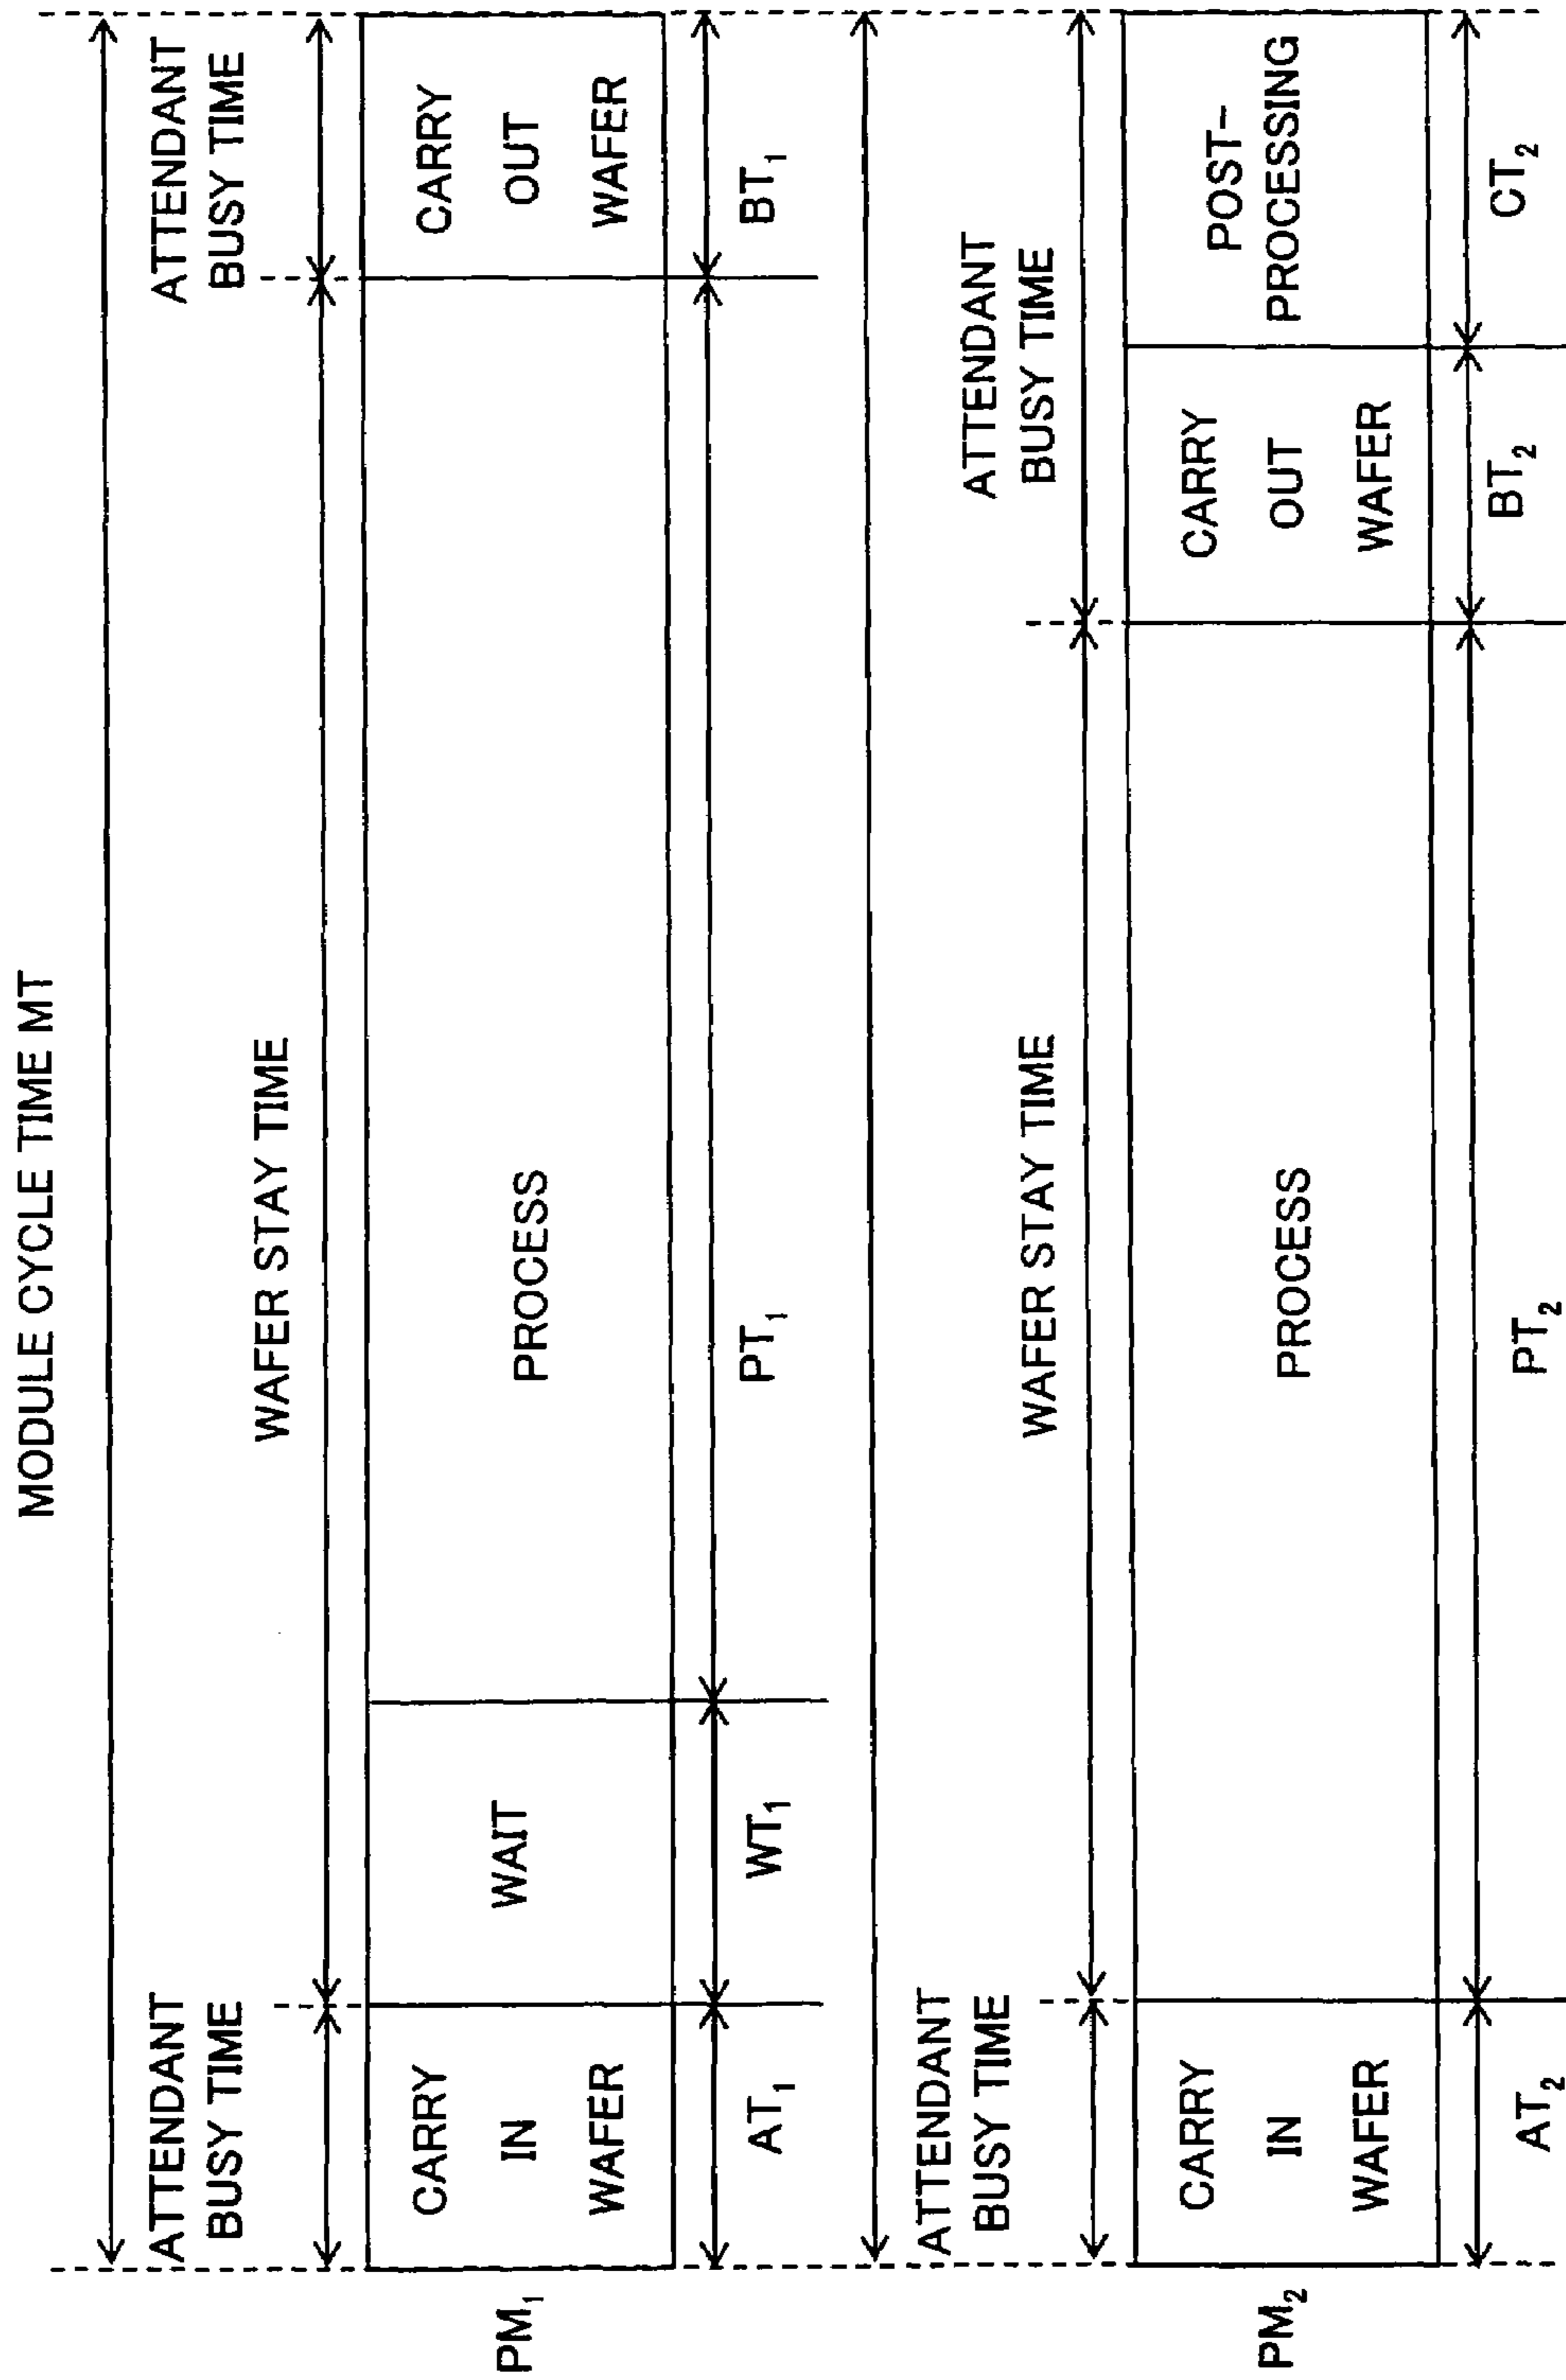 MODULE CYCLE TIME MT
ATTENDANT
BUSY TIME
WAFER STAY TIME
ATTENDANT
BUSY TIME
PM1
CARRY
IN
WAFER
WAIT
PROCESS
CARRY
OUT
WAFER
AT1
WT1
PT1
BT1
ATTENDANT
BUSY TIME
WAFER STAY TIME
ATTENDANT
BUSY TIME
PM2
CARRY
IN
WAFER
PROCESS
CARRY
OUT
WAFER
POST-
PROCESSING
AT2
PT2
BT2
CT2